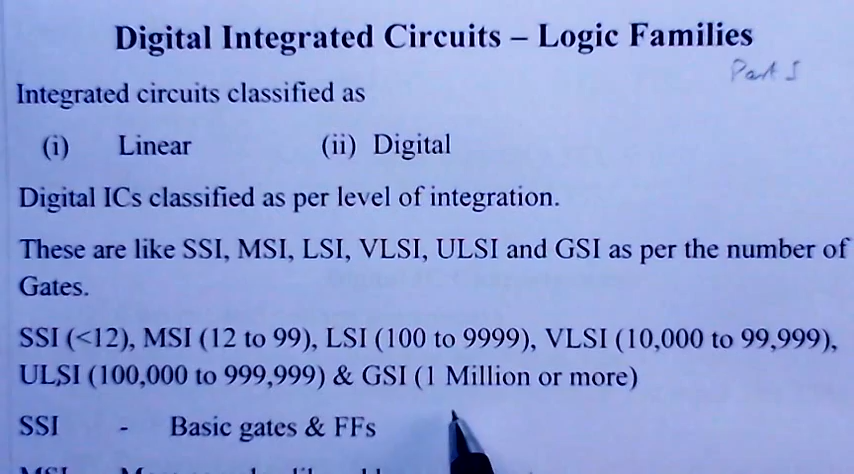 Digital Integrated Circuits – Logic Families
Part I
Integrated circuits classified as
(i) Linear (ii) Digital
Digital ICs classified as per level of integration.
These are like SSI, MSI, LSI, VLSI, ULSI and GSI as per the number of
Gates.
SSI (<12), MSI (12 to 99), LSI (100 to 9999), VLSI (10,000 to 99,999),
ULSI (100,000 to 999,999) & GSI (1 Million or more)
SSI - Basic gates & FFs